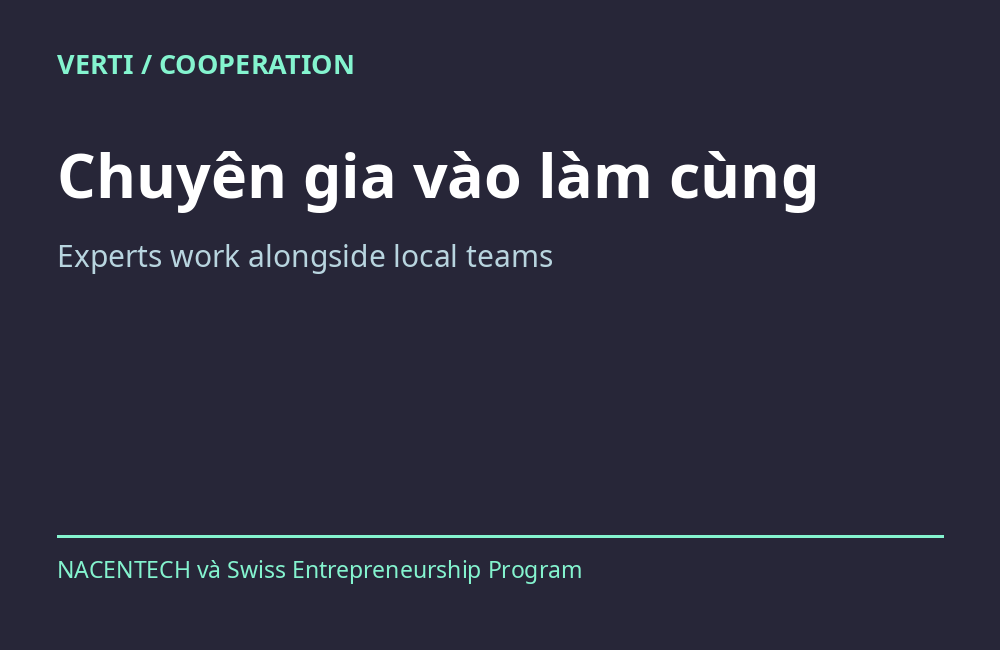 VERTI / COOPERATION
Chuyên gia vào làm cùng
Experts work alongside local teams
NACENTECH và Swiss Entrepreneurship Program